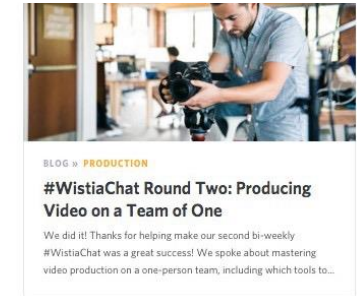 BLOG » PRODUCTION
#WistiaChat Round Two: Producing
Video on a Team of One
We did it! Thanks for helping make our second bi-weekly
#WistiaChat was a great success! We spoke about mastering
video production on a one-person team, including which tools to...